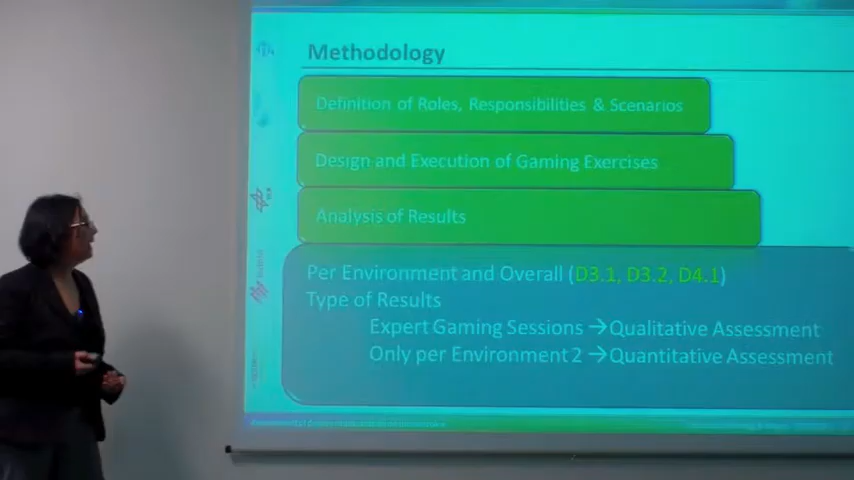 Methodology
Definition of Roles, Responsibilities & Scenarios
Design and Execution of Gaming Exercises
Analysis of Results
Per Environment and Overall (D3.1, D3.2, D4.1)
Type of Results
Expert Gaming Sessions →Qualitative Assessment
Only per Environment 2 →Quantitative Assessment